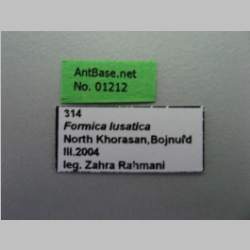 AntBase.net
No. 01212
314
Formica lusatica
North Khorasan,Bojnurd
III.2004
leg. Zahra Rahmani